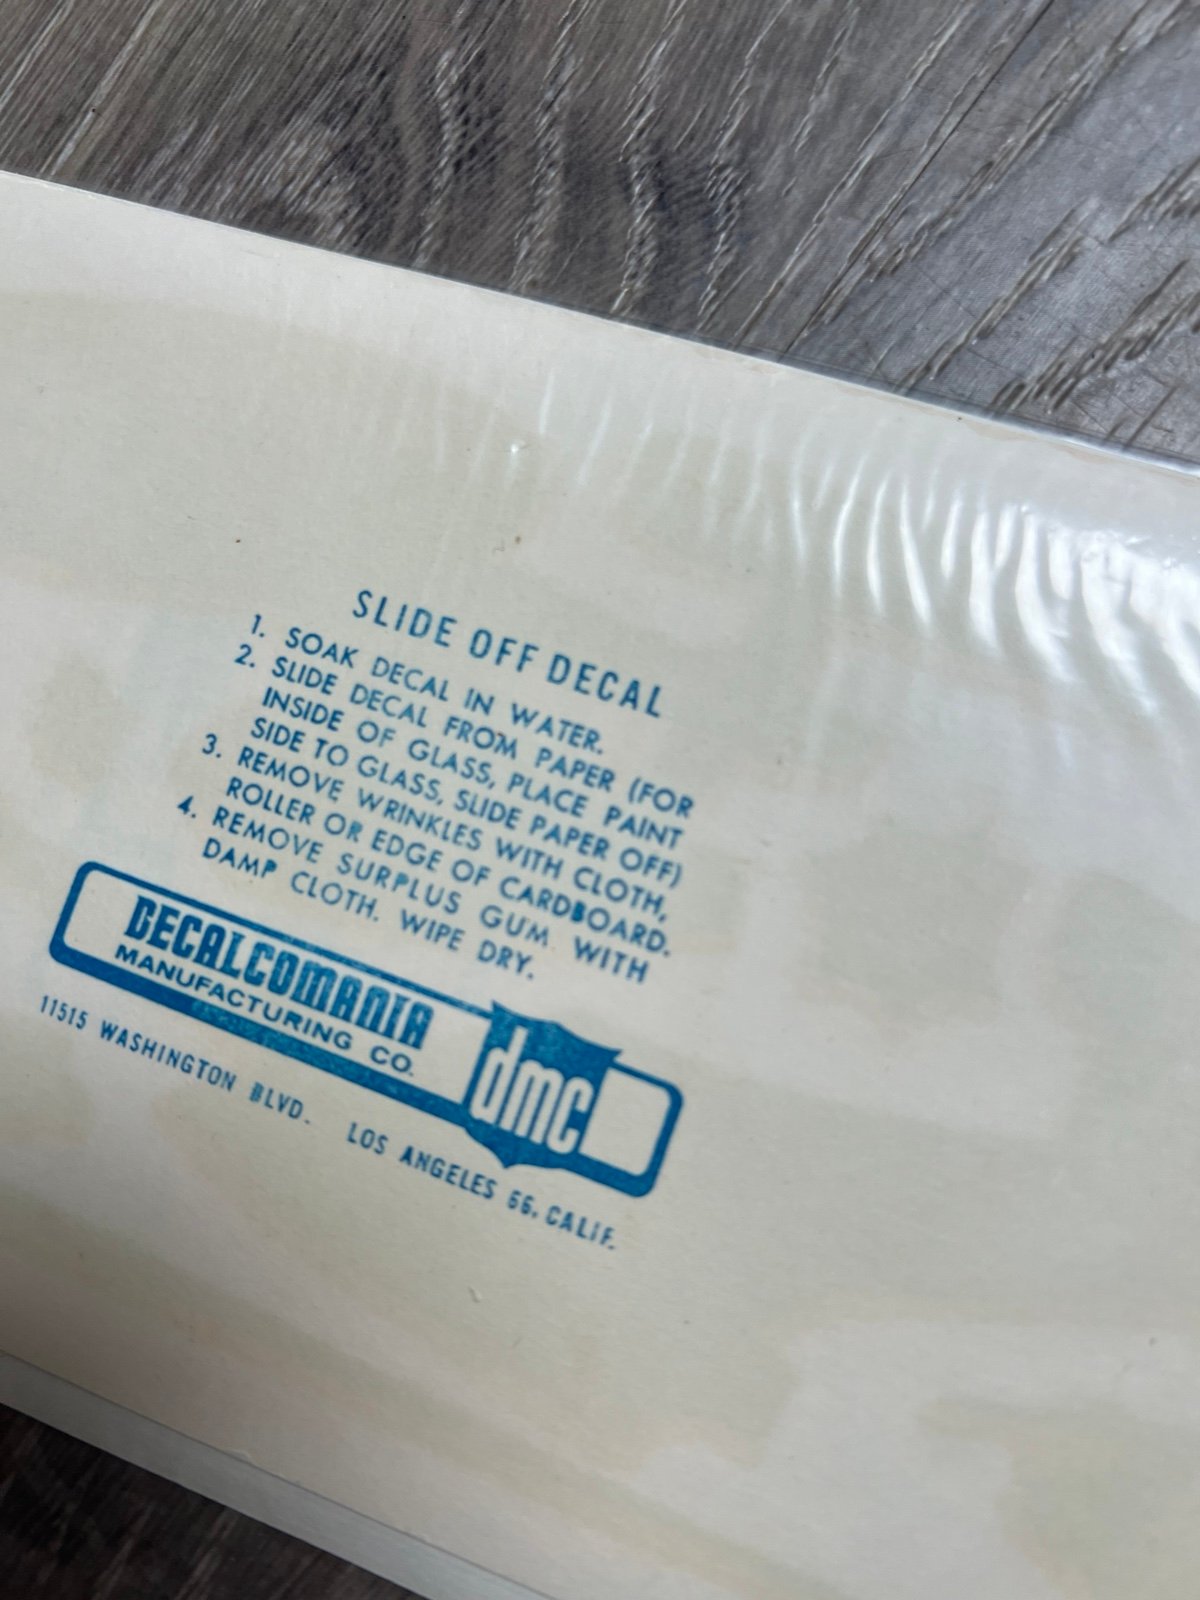 SLIDE OFF DECAL
1. SOAK DECAL IN WATER.
2. SLIDE DECAL FROM PAPER (FOR
INSIDE OF GLASS, PLACE PAINT
SIDE TO GLASS, SLIDE PAPER OFF)
3. REMOVE WRINKLES WITH CLOTH,
ROLLER OR EDGE OF CARDBOARD.
4. REMOVE SURPLUS GUM WITH
DAMP CLOTH. WIPE DRY.
DECALCOMANIA
MANUFACTURING CO.
dmc
11515 WASHINGTON BLVD. LOS ANGELES 66, CALIF.